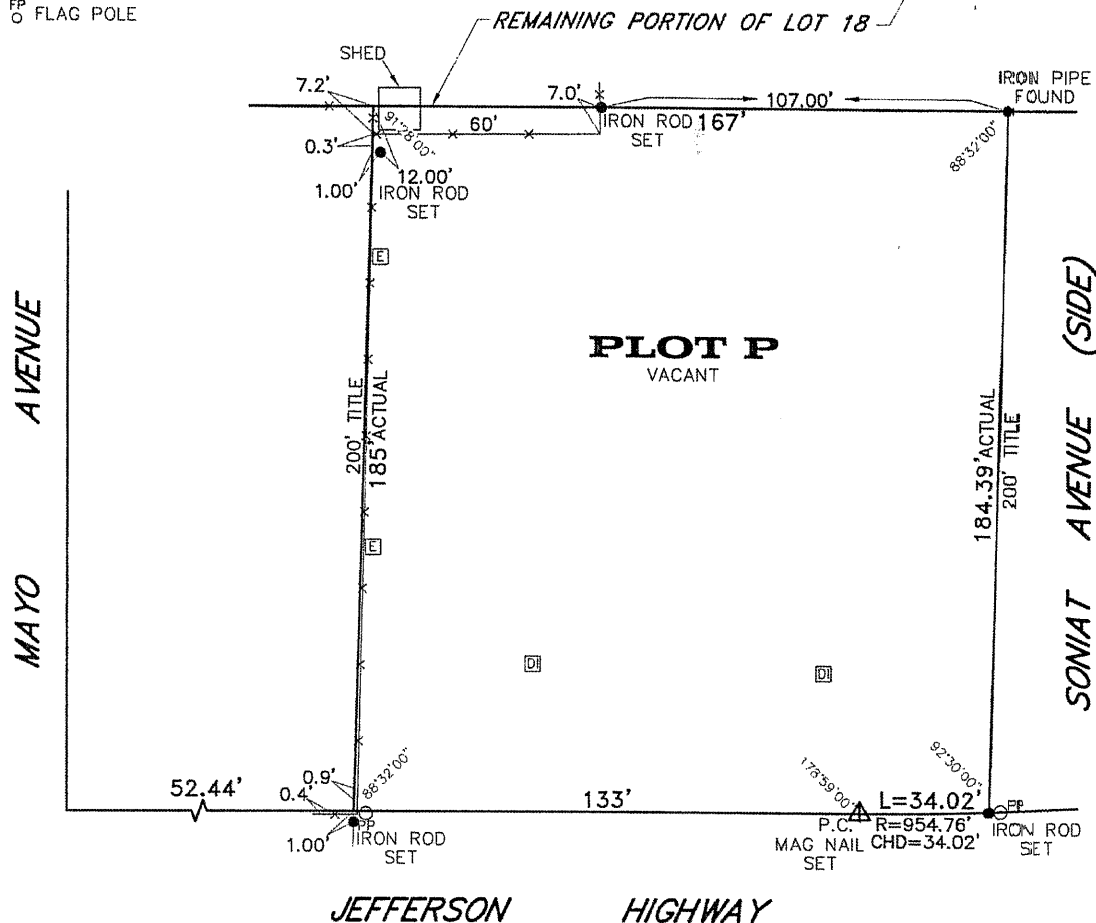 FP
FLAG POLE
REMAINING PORTION OF LOT 18
SHED
7.2'
7.0'
107.00'
IRON PIPE
FOUND
60'
IRON ROD
SET
167'
91°28'00"
88°32'00"
0.3'
1.00'
12.00'
IRON ROD
SET
E
PLOT P
VACANT
MAYO AVENUE
200' TITLE
185' ACTUAL
184.39' ACTUAL
200' TITLE
SONIAT AVENUE (SIDE)
E
DI
DI
88°32'00"
178°59'00"
92°30'00"
52.44'
0.4'
0.9'
133'
L=34.02'
PP
1.00'
PP
IRON ROD
SET
P.C.
MAG NAIL
SET
R=954.76'
CHD=34.02'
IRON ROD
SET
JEFFERSON HIGHWAY